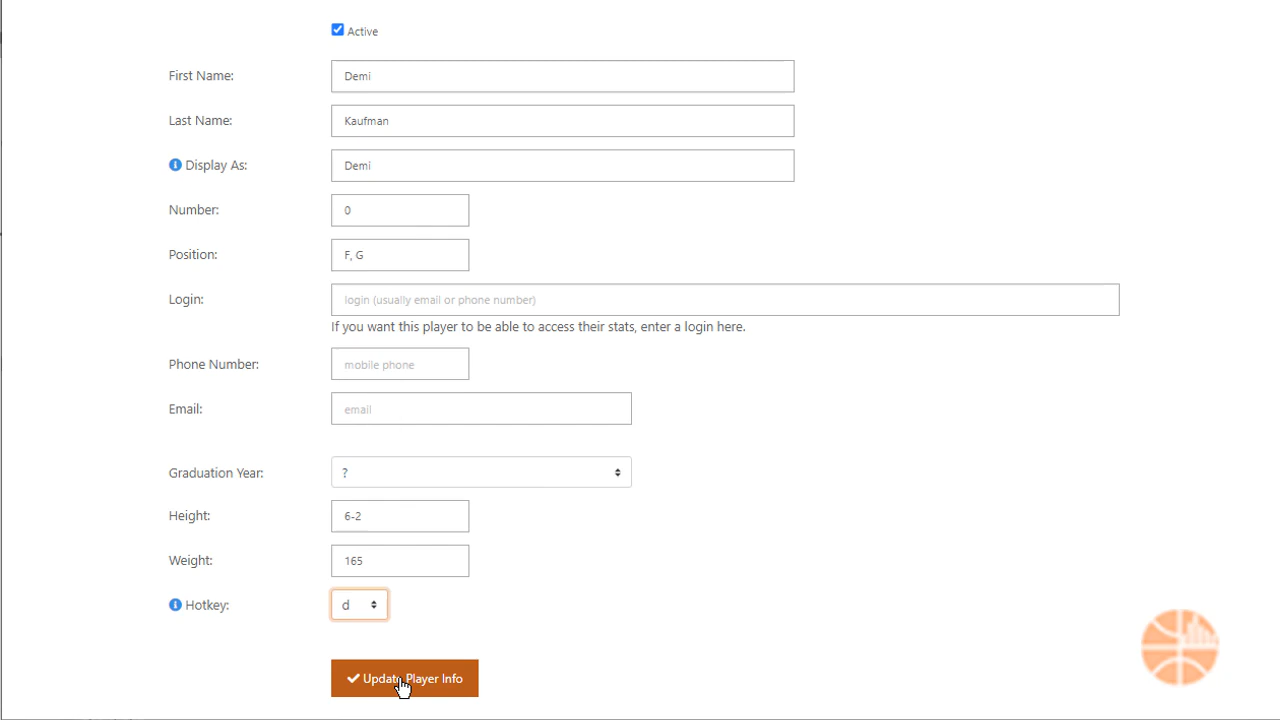 Active
First Name: Demi
Last Name: Kaufman
Display As: Demi
Number: 0
Position: F, G
Login: login (usually email or phone number)
If you want this player to be able to access their stats, enter a login here.
Phone Number: mobile phone
Email: email
Graduation Year: ?
Height: 6-2
Weight: 165
Hotkey: d
Update Player Info